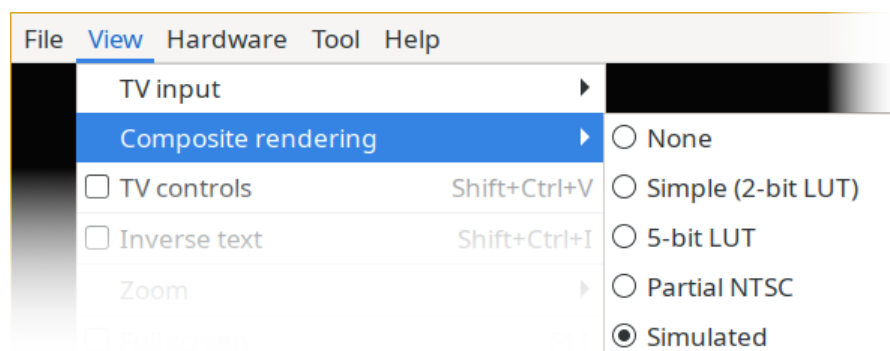 File View Hardware Tool Help
TV input
Composite rendering
None
TV controls Shift+Ctrl+V
Simple (2-bit LUT)
Inverse text Shift+Ctrl+I
5-bit LUT
Zoom
Partial NTSC
Simulated